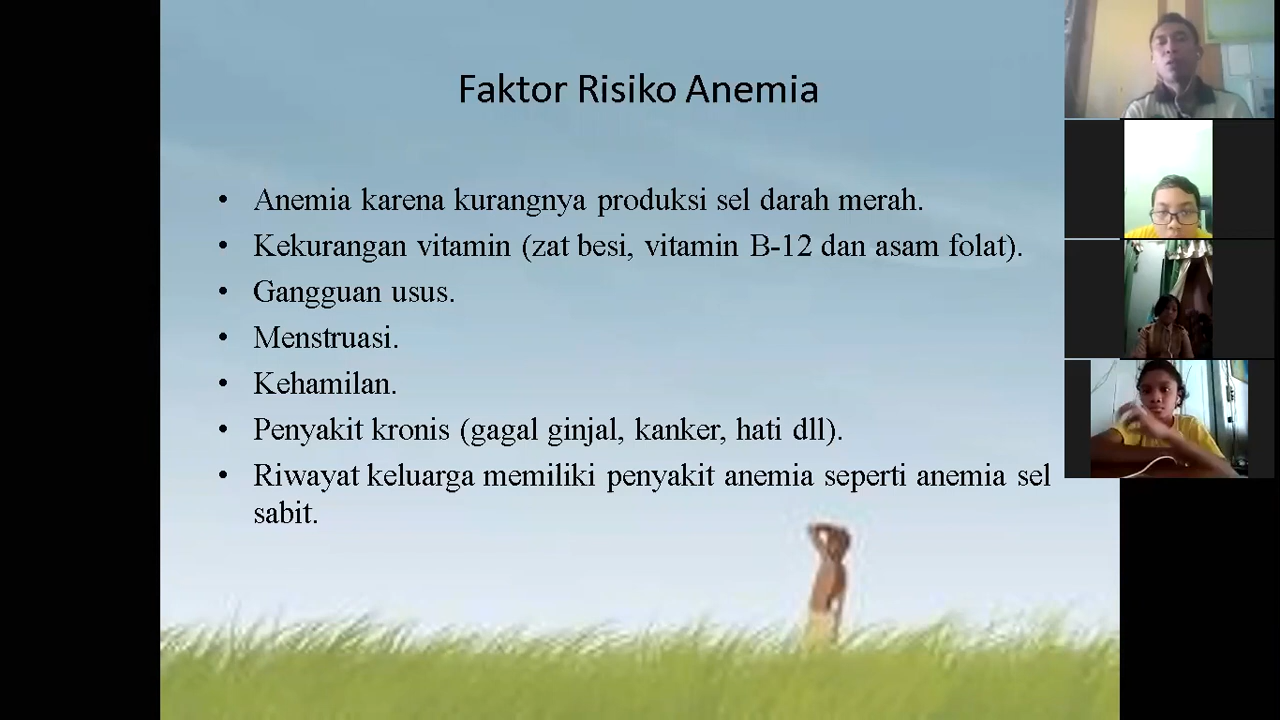 Faktor Risiko Anemia
• Anemia karena kurangnya produksi sel darah merah.
• Kekurangan vitamin (zat besi, vitamin B-12 dan asam folat).
• Gangguan usus.
• Menstruasi.
• Kehamilan.
• Penyakit kronis (gagal ginjal, kanker, hati dll).
• Riwayat keluarga memiliki penyakit anemia seperti anemia sel
sabit.